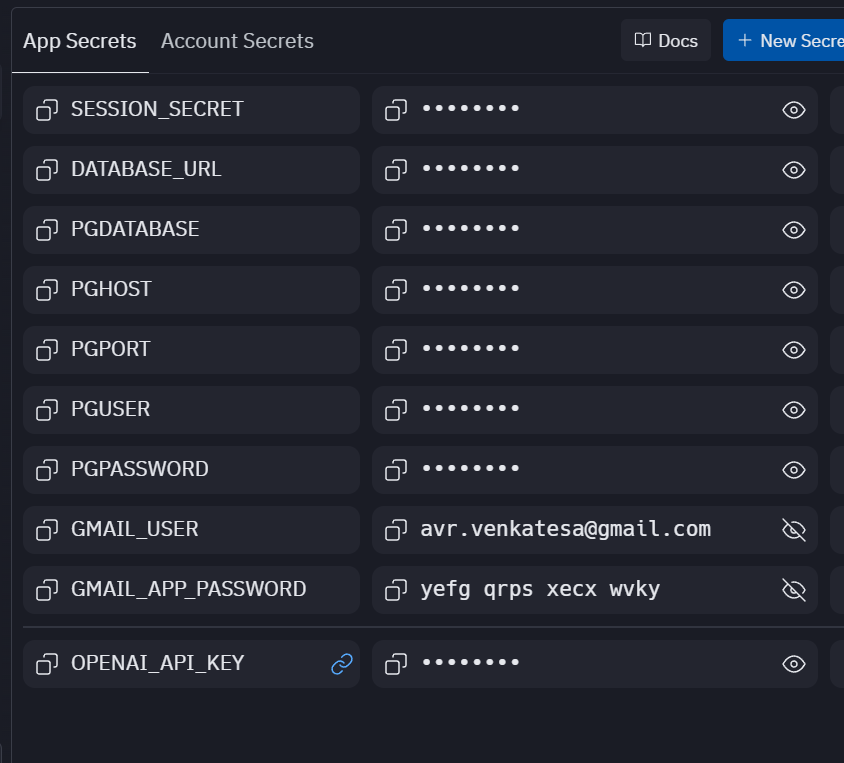 App Secrets Account Secrets Docs + New
SESSION_SECRET ••••••••
DATABASE_URL ••••••••
PGDATABASE ••••••••
PGHOST ••••••••
PGPORT ••••••••
PGUSER ••••••••
PGPASSWORD ••••••••
GMAIL_USER avr.venkatesa@gmail.com
GMAIL_APP_PASSWORD yefg qrps xecx wvky
OPENAI_API_KEY ••••••••